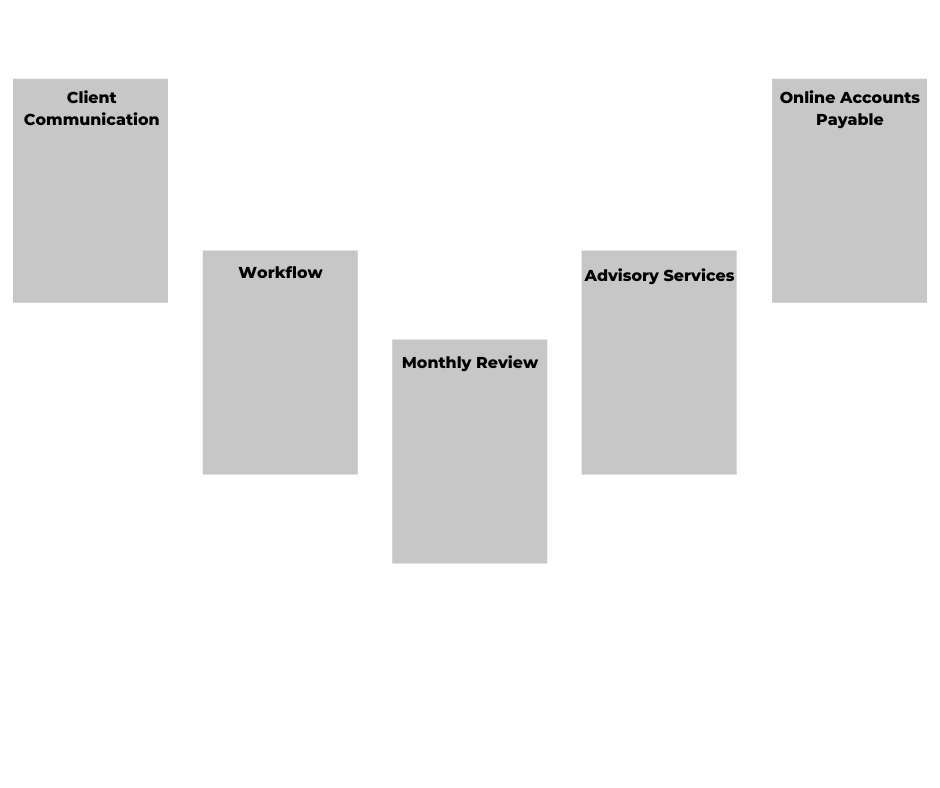 Client
Communication
Workflow
Monthly Review
Advisory Services
Online Accounts
Payable